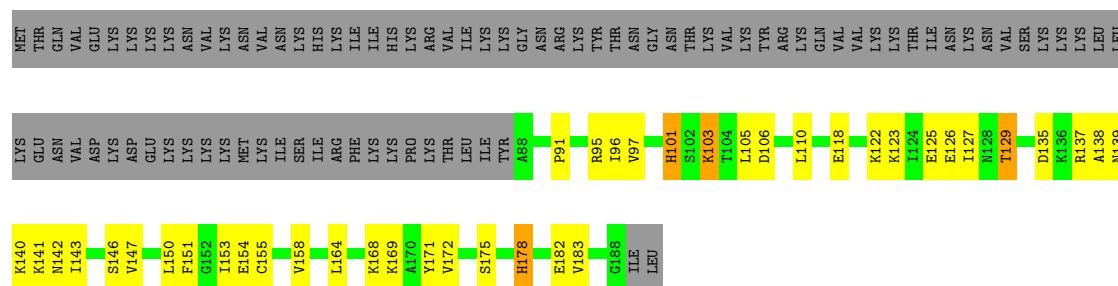 MET THR GLN VAL GLU LYS LYS LYS LYS ASN VAL LYS ASN VAL ASN LYS HIS LYS ILE ILE HIS LYS ARG VAL ILE LYS LYS GLY ASN ARG LYS TYR THR ASN GLY ASN THR LYS VAL LYS TYR ARG LYS GLN VAL VAL LYS LYS THR ILE ASN LYS ASN VAL SER LYS LYS LYS LEU LEU
LYS GLU ASN VAL ASP LYS ASP GLU LYS LYS LYS LYS MET LYS ILE SER ILE ARG PHE LYS LYS PRO LYS THR LEU ILE TYR A88 P91 R95 I96 V97 H101 S102 K103 T104 L105 D106 L110 E118 K122 K123 I124 E125 E126 I127 N128 T129 D135 K136 R137 A138 N139
K140 K141 N142 I143 S146 V147 L150 F151 G152 I153 E154 C155 V158 L164 K168 K169 A170 Y171 V172 S175 H178 E182 V183 G188 ILE LEU